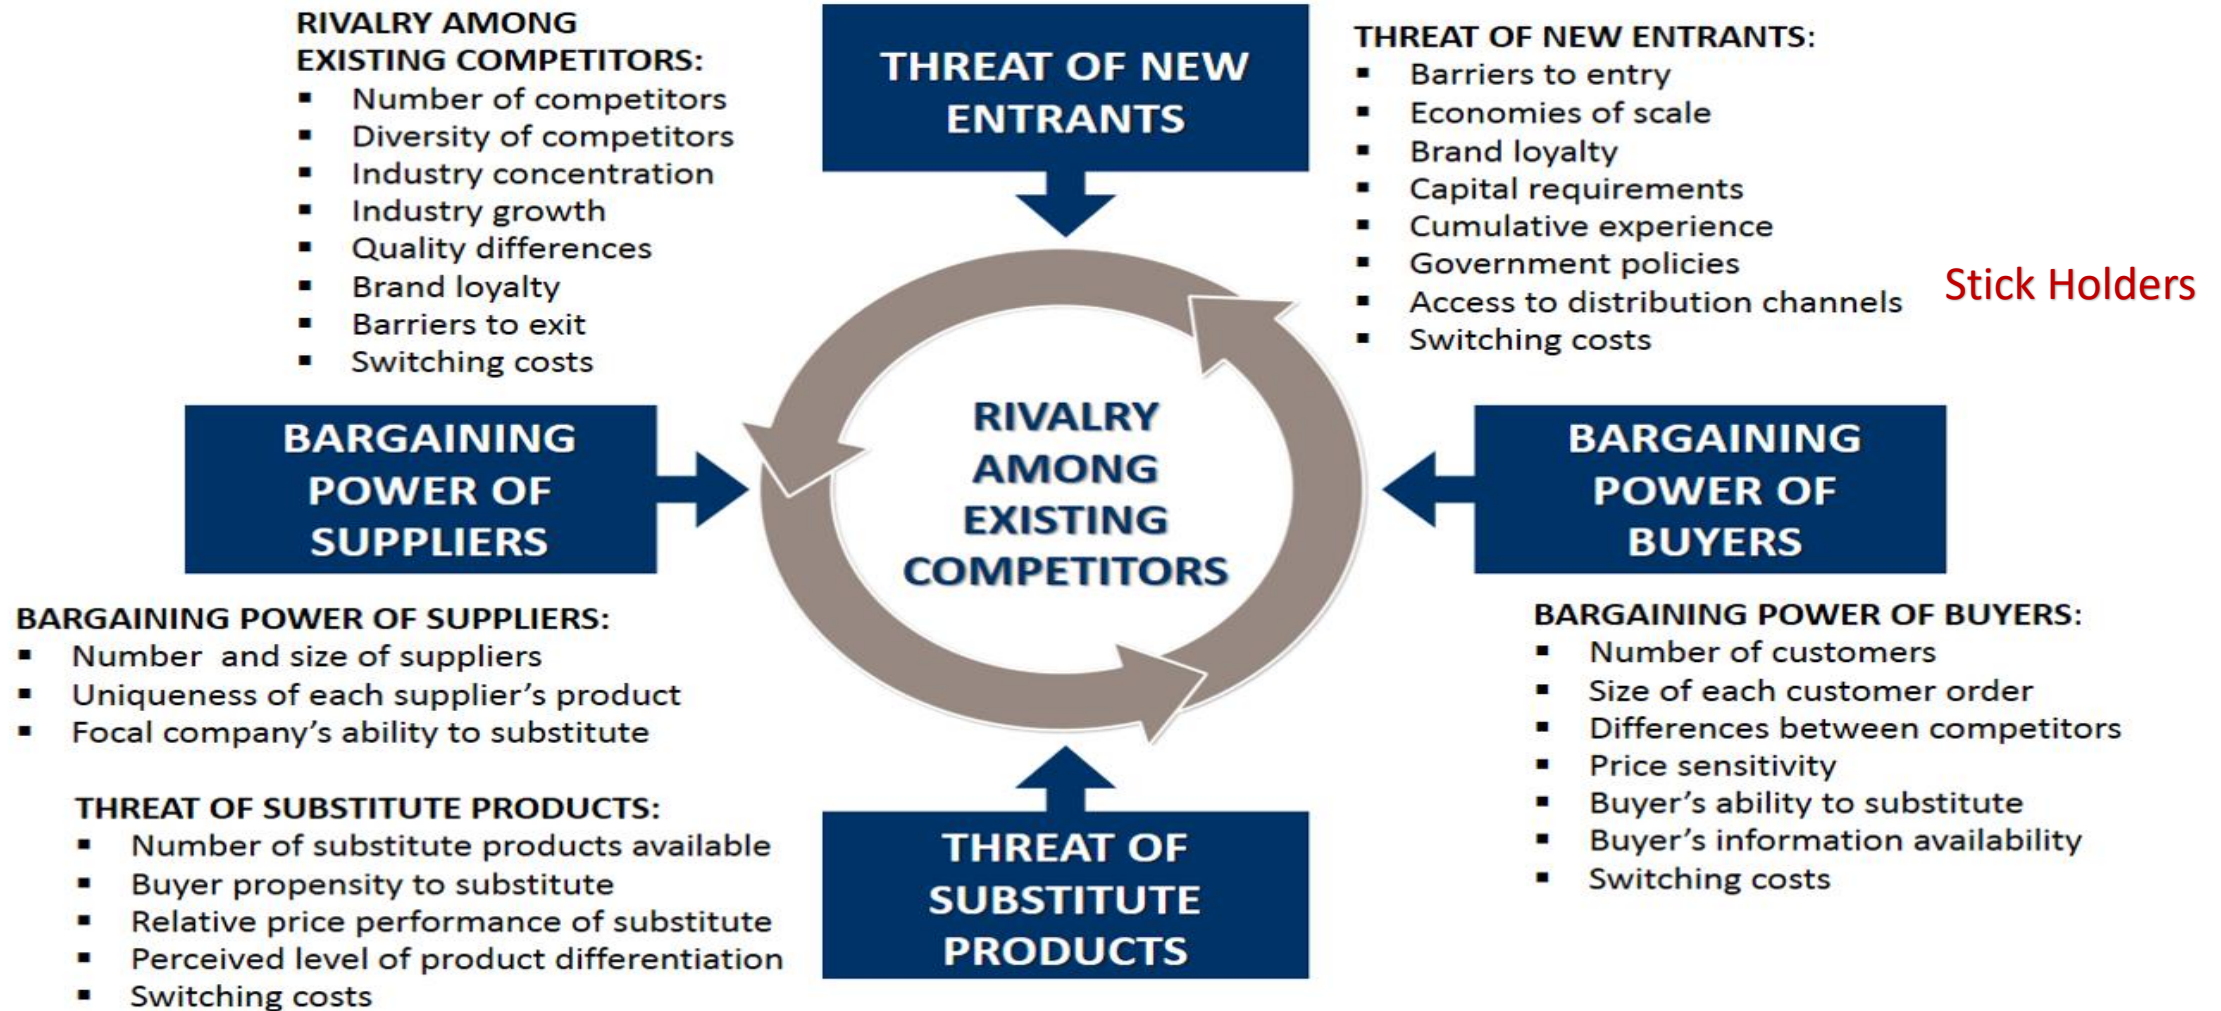 RIVALRY AMONG
EXISTING COMPETITORS:
▪ Number of competitors
▪ Diversity of competitors
▪ Industry concentration
▪ Industry growth
▪ Quality differences
▪ Brand loyalty
▪ Barriers to exit
▪ Switching costs
THREAT OF NEW
ENTRANTS
THREAT OF NEW ENTRANTS:
▪ Barriers to entry
▪ Economies of scale
▪ Brand loyalty
▪ Capital requirements
▪ Cumulative experience
▪ Government policies
▪ Access to distribution channels
▪ Switching costs
Stick Holders
BARGAINING
POWER OF
SUPPLIERS
RIVALRY
AMONG
EXISTING
COMPETITORS
BARGAINING
POWER OF
BUYERS
BARGAINING POWER OF SUPPLIERS:
▪ Number and size of suppliers
▪ Uniqueness of each supplier’s product
▪ Focal company’s ability to substitute
THREAT OF SUBSTITUTE PRODUCTS:
▪ Number of substitute products available
▪ Buyer propensity to substitute
▪ Relative price performance of substitute
▪ Perceived level of product differentiation
▪ Switching costs
THREAT OF
SUBSTITUTE
PRODUCTS
BARGAINING POWER OF BUYERS:
▪ Number of customers
▪ Size of each customer order
▪ Differences between competitors
▪ Price sensitivity
▪ Buyer’s ability to substitute
▪ Buyer’s information availability
▪ Switching costs